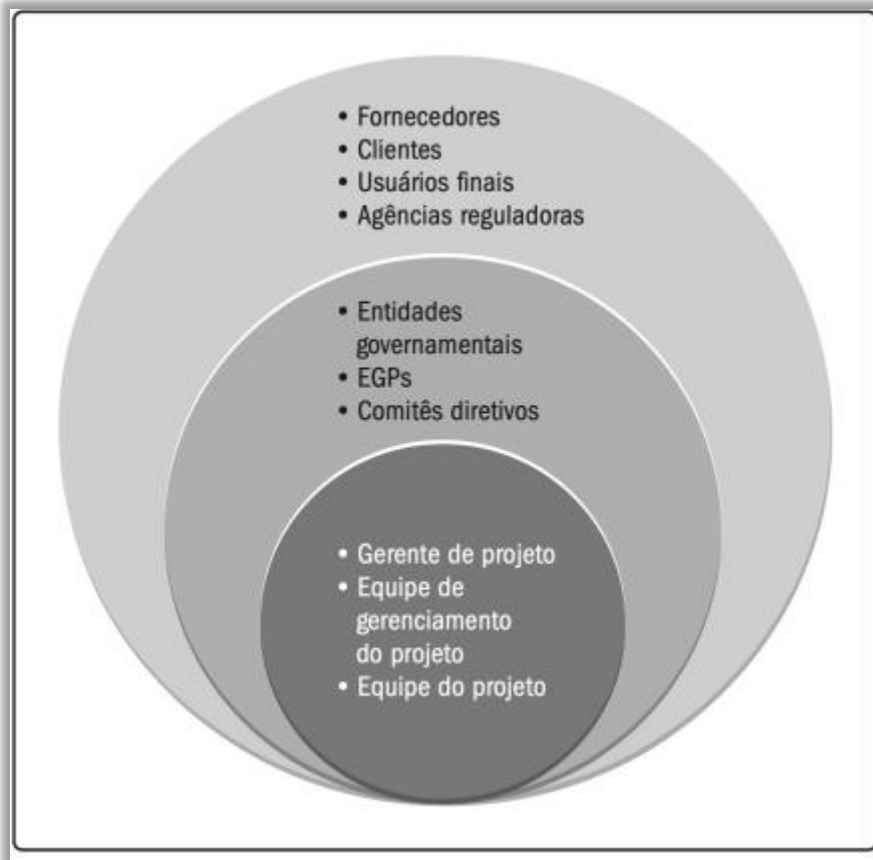 • Fornecedores
• Clientes
• Usuários finais
• Agências reguladoras
• Entidades
governamentais
• EGPs
• Comitês diretivos
• Gerente de projeto
• Equipe de
gerenciamento
do projeto
• Equipe do projeto